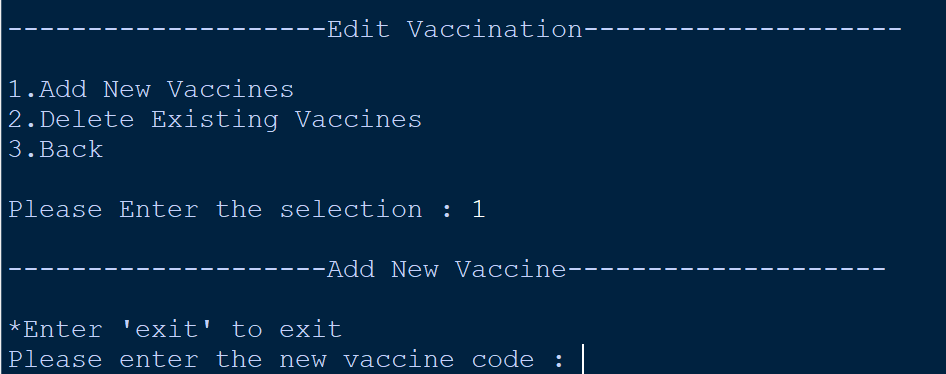 --------------------Edit Vaccination--------------------
1.Add New Vaccines
2.Delete Existing Vaccines
3.Back
Please Enter the selection : 1
--------------------Add New Vaccine--------------------
*Enter 'exit' to exit
Please enter the new vaccine code :